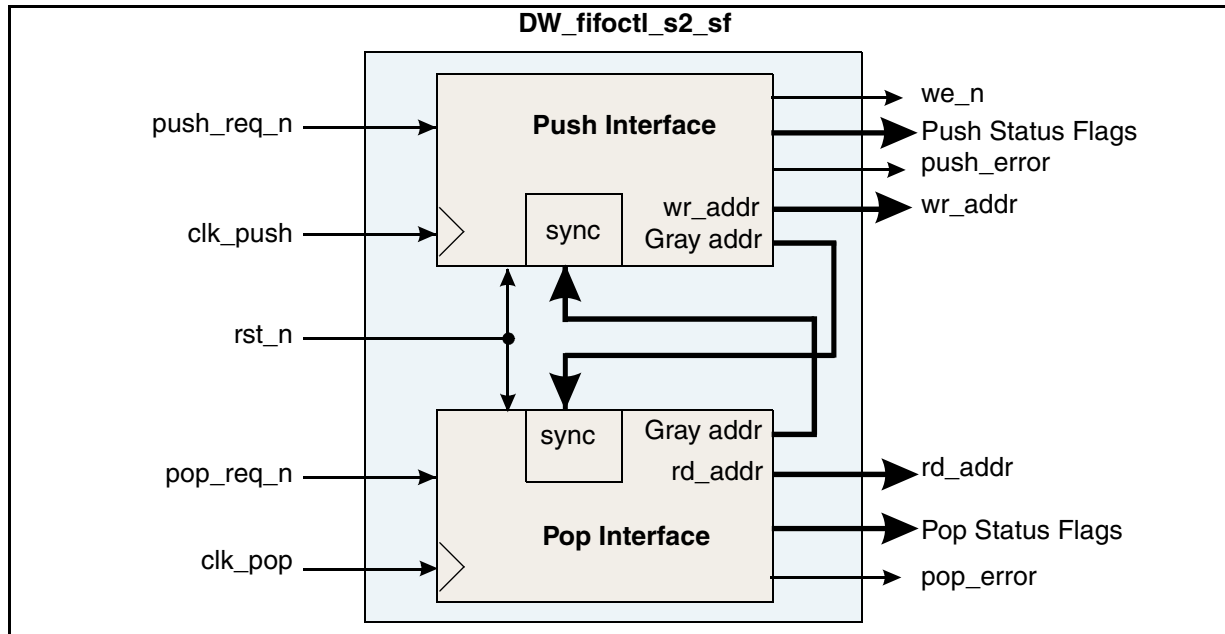 DW_fifoctl_s2_sf
push_req_n
clk_push
rst_n
pop_req_n
clk_pop
Push Interface
sync
wr_addr
Gray addr
sync
Gray addr
rd_addr
Pop Interface
we_n
Push Status Flags
push_error
wr_addr
rd_addr
Pop Status Flags
pop_error